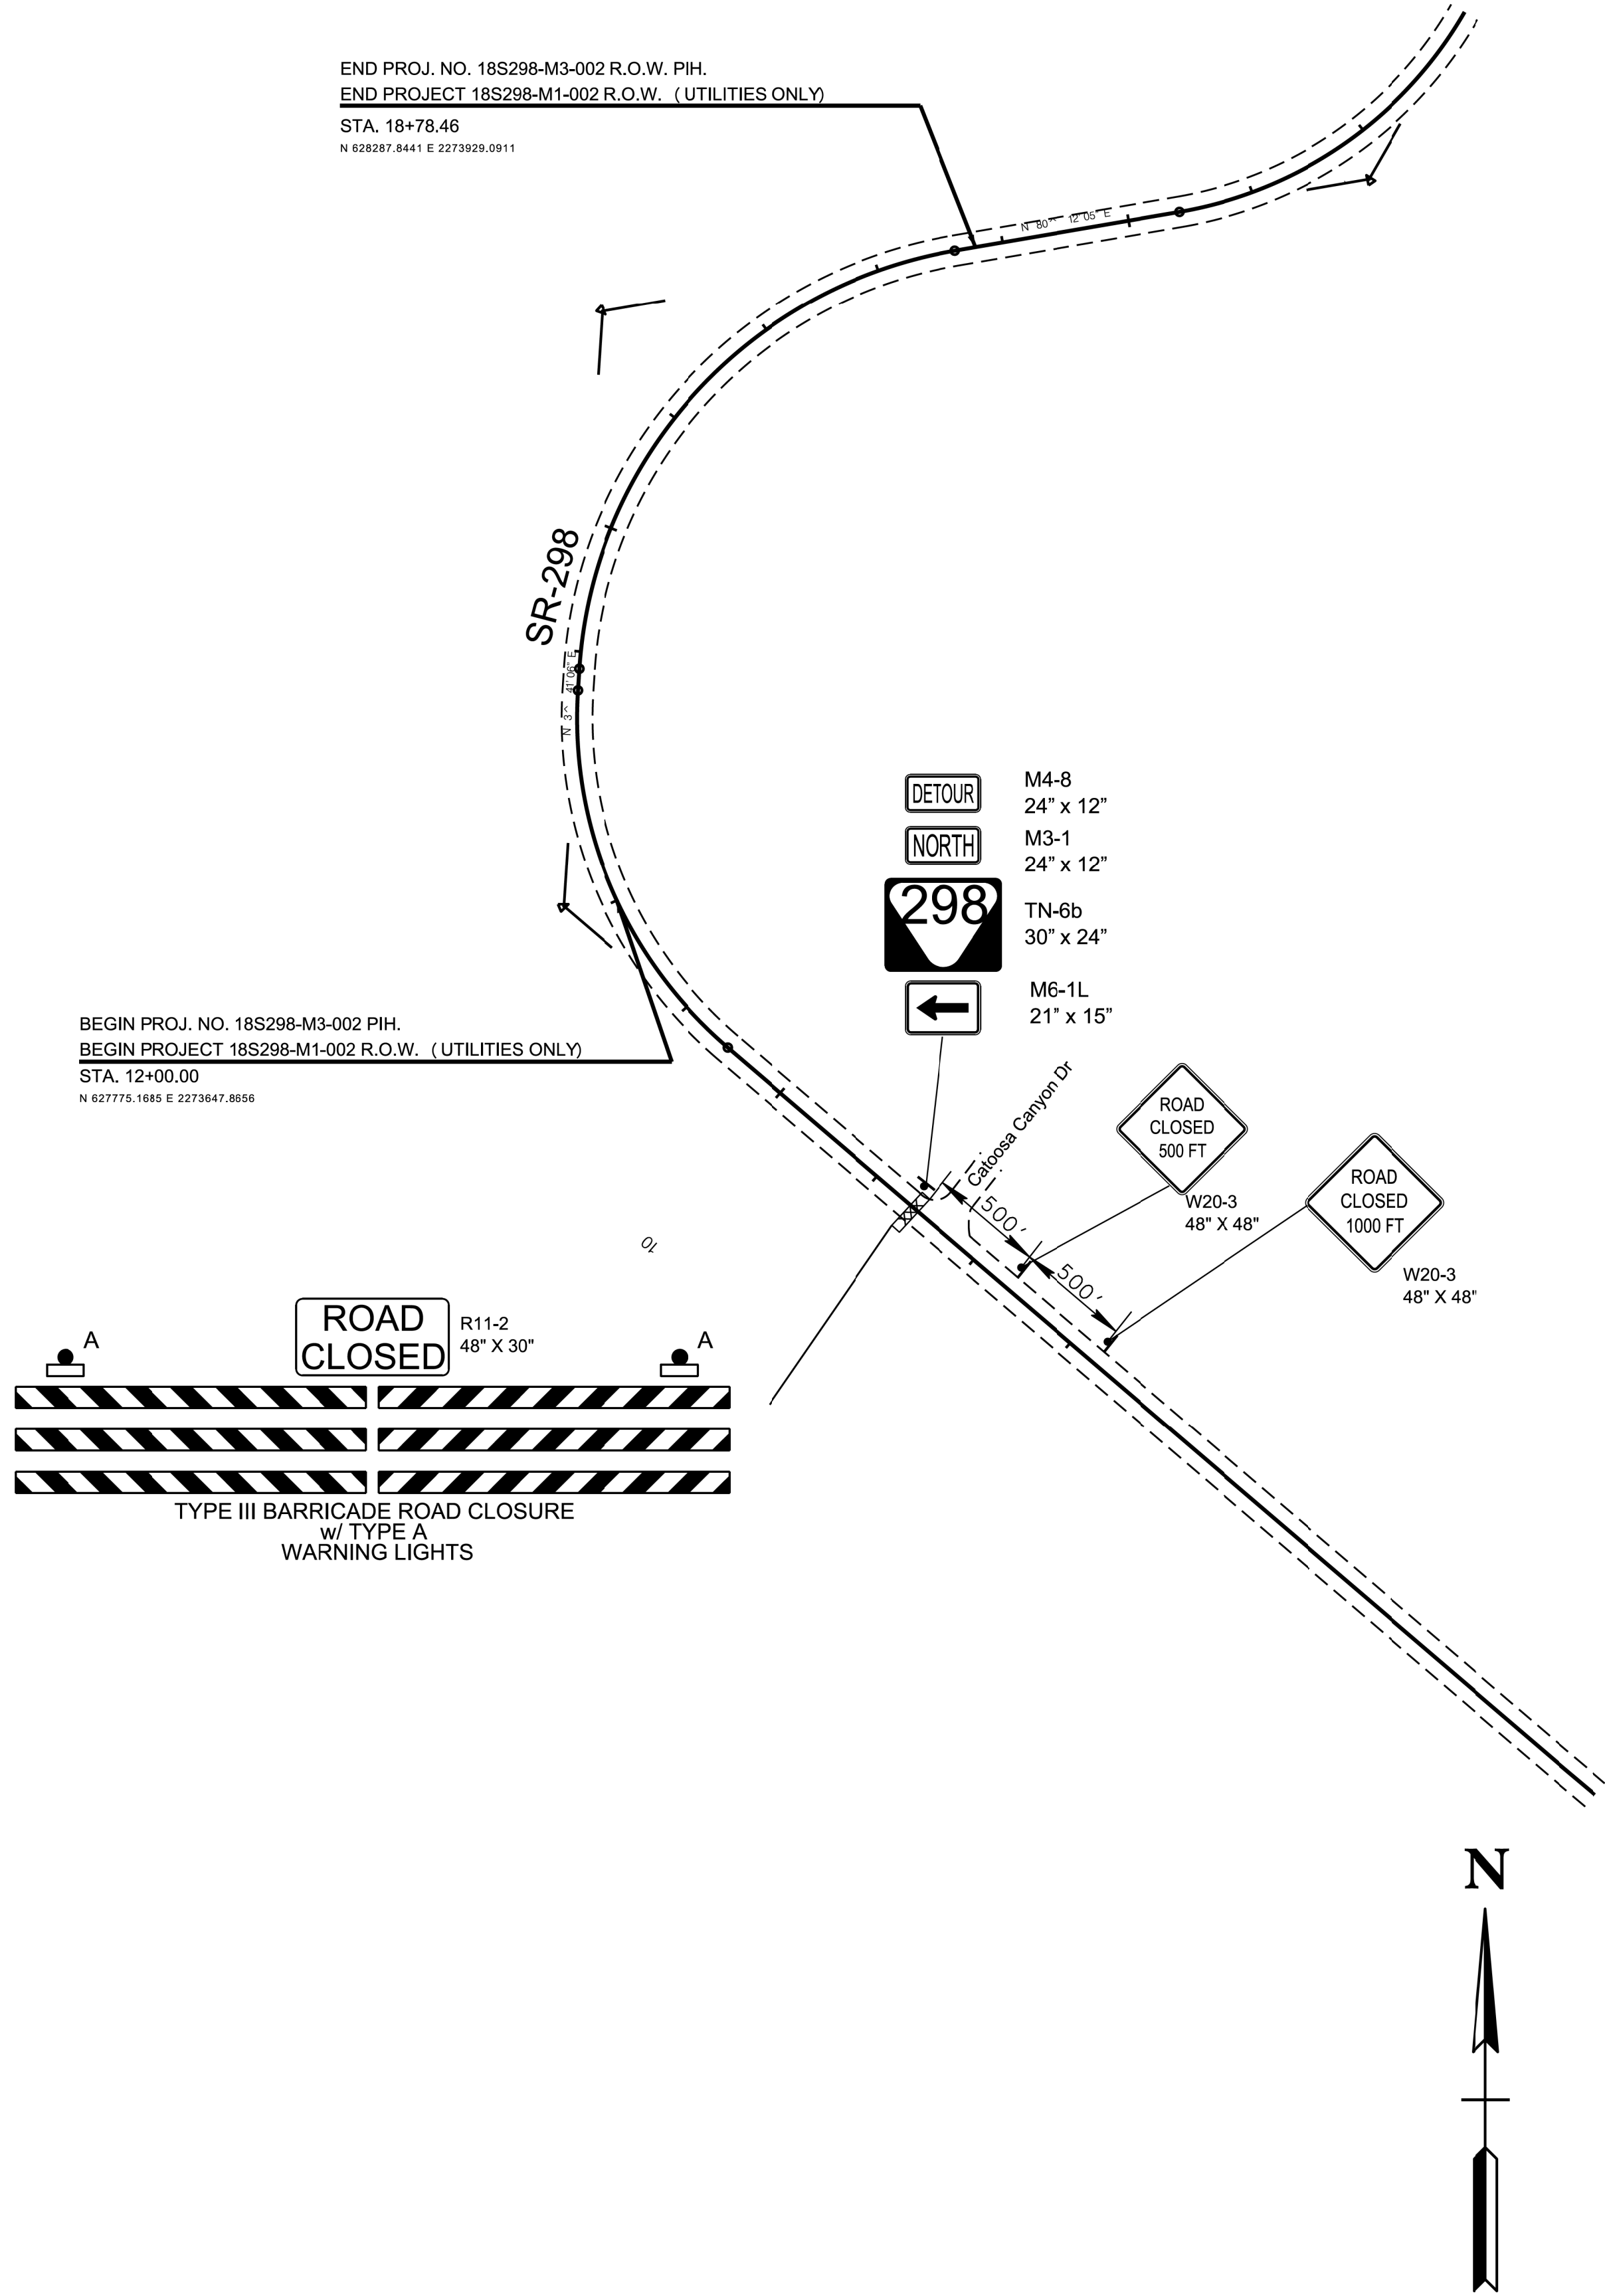 END PROJ. NO. 18S298-M3-002 R.O.W. PIH.
END PROJECT 18S298-M1-002 R.O.W. ( UTILITIES ONLY)
STA. 18+78.46
N 628287.8441 E 2273929.0911
N 80^ 12' 05" E
SR-298
N 3^ 41' 06" E
DETOUR
M4-8
24” x 12”
NORTH
M3-1
24” x 12”
298
TN-6b
30” x 24”
M6-1L
21” x 15”
BEGIN PROJ. NO. 18S298-M3-002 PIH.
BEGIN PROJECT 18S298-M1-002 R.O.W. ( UTILITIES ONLY)
STA. 12+00.00
N 627775.1685 E 2273647.8656
Catoosa Canyon Dr
ROAD
CLOSED
500 FT
W20-3
48" X 48"
ROAD
CLOSED
1000 FT
W20-3
48" X 48"
500'
500'
10
ROAD
CLOSED
R11-2
48" X 30"
A
A
TYPE III BARRICADE ROAD CLOSURE
w/ TYPE A
WARNING LIGHTS
N